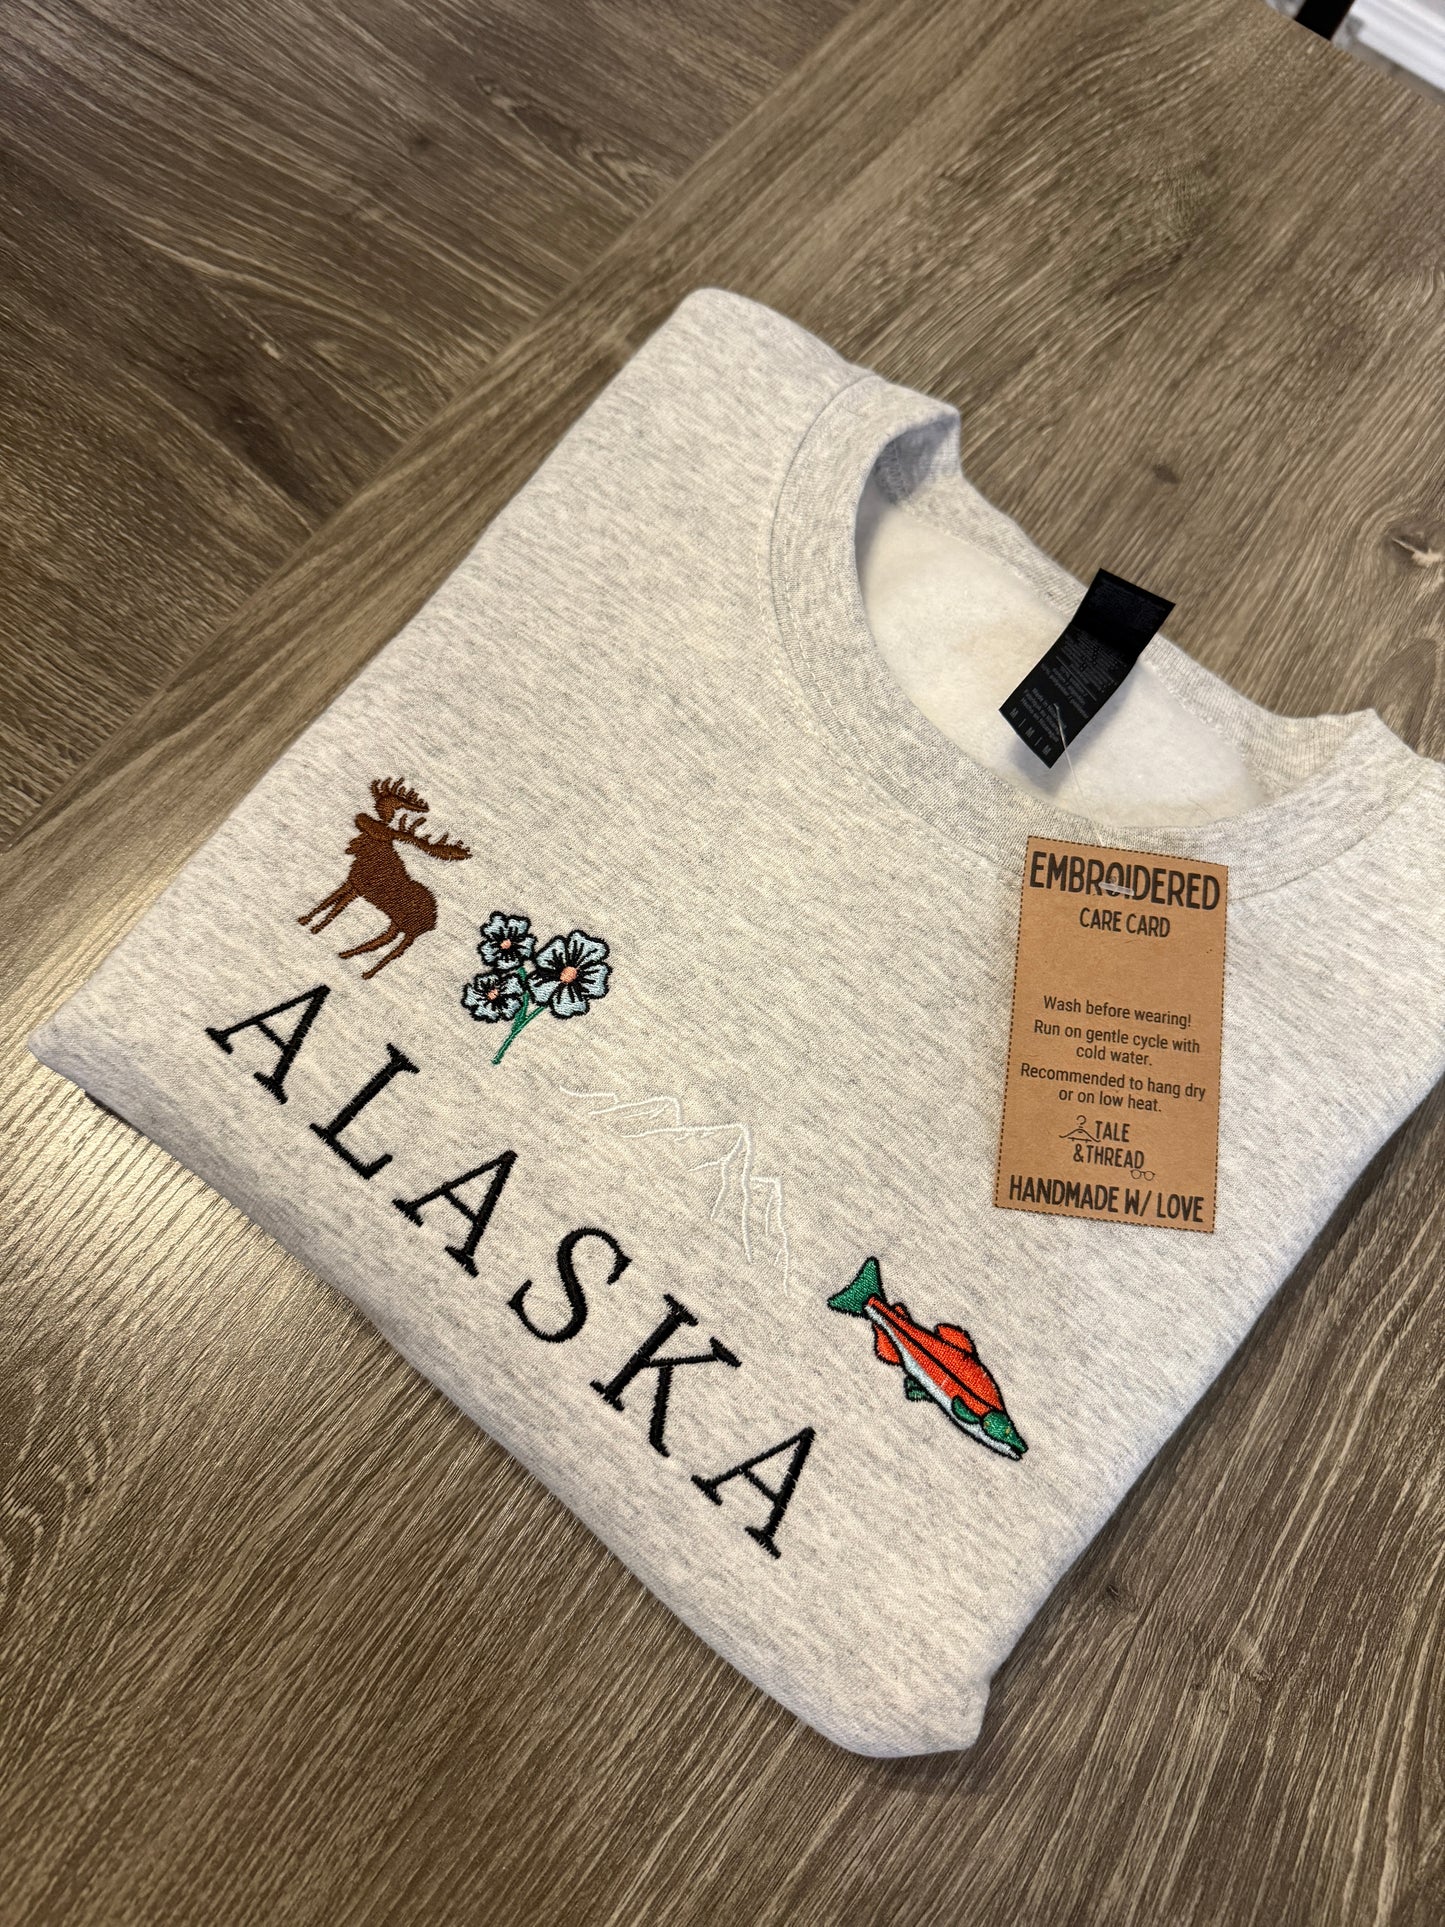 ALASKA
EMBROIDERED
CARE CARD
Wash before wearing!
Run on gentle cycle with
cold water.
Recommended to hang dry
or on low heat.
TALE
&THREAD
HANDMADE W/ LOVE
M | M | M